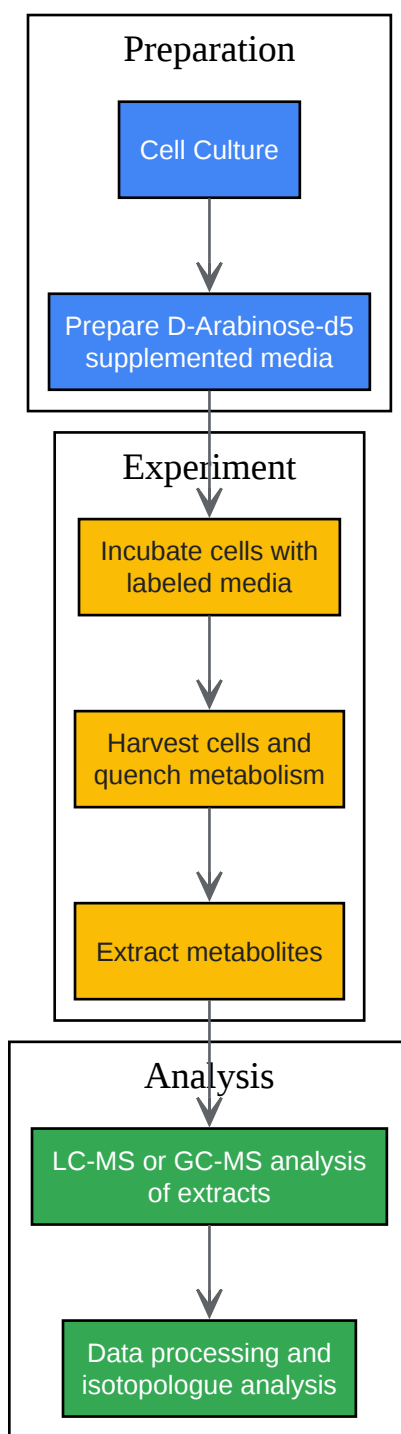 Preparation
Cell Culture
Prepare D-Arabinose-d5
supplemented media
Experiment
Incubate cells with
labeled media
Harvest cells and
quench metabolism
Extract metabolites
Analysis
LC-MS or GC-MS analysis
of extracts
Data processing and
isotopologue analysis